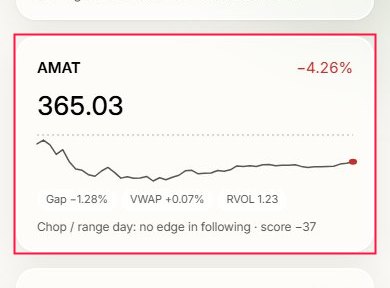 AMAT −4.26%
365.03
Gap −1.28% VWAP +0.07% RVOL 1.23
Chop / range day: no edge in following · score −37